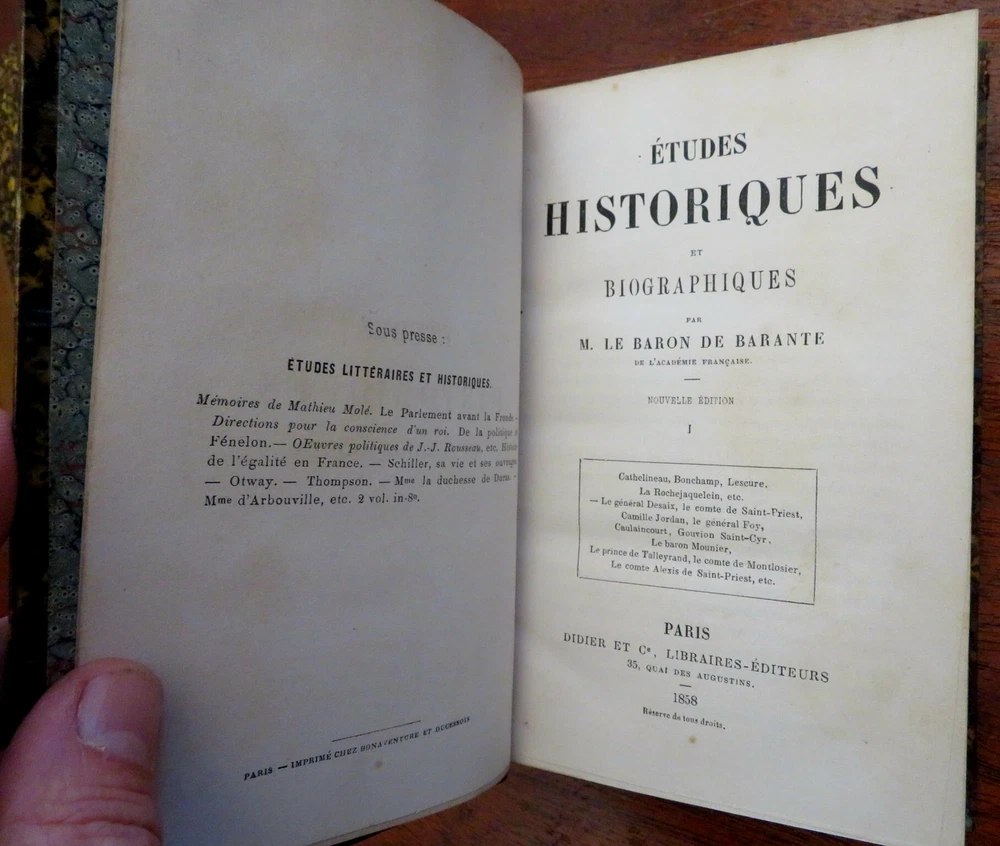 Sous presse :
ÉTUDES LITTÉRAIRES ET HISTORIQUES.
Mémoires de Mathieu Molé. Le Parlement avant la Fronde. —
Directions pour la conscience d'un roi. De la politique
Fénelon. — OEuvres politiques de J.-J. Rousseau, etc.
de l'égalité en France. — Schiller, sa vie et ses ouvrages
— Otway. — Thompson. — Mme la duchesse de Duras. —
Mme d'Arbouville, etc. 2 vol. in-8o.
PARIS — IMPRIMÉ CHEZ BONAVENTURE ET DUCESSOIS
ÉTUDES
HISTORIQUES
ET
BIOGRAPHIQUES
PAR
M. LE BARON DE BARANTE
DE L'ACADÉMIE FRANÇAISE.
NOUVELLE ÉDITION
I
Cathelineau, Bonchamp, Lescure,
La Rochejaquelein, etc.
— Le général Desaix, le comte de Saint-Priest,
Camille Jordan, le général Foy,
Caulaincourt, Gouvion Saint-Cyr,
Le baron Mounier,
Le prince de Talleyrand, le comte de Montlosier,
Le comte Alexis de Saint-Priest, etc.
PARIS
DIDIER ET Ce, LIBRAIRES-ÉDITEURS
35, QUAI DES AUGUSTINS.
1858
Réserve de tous droits.